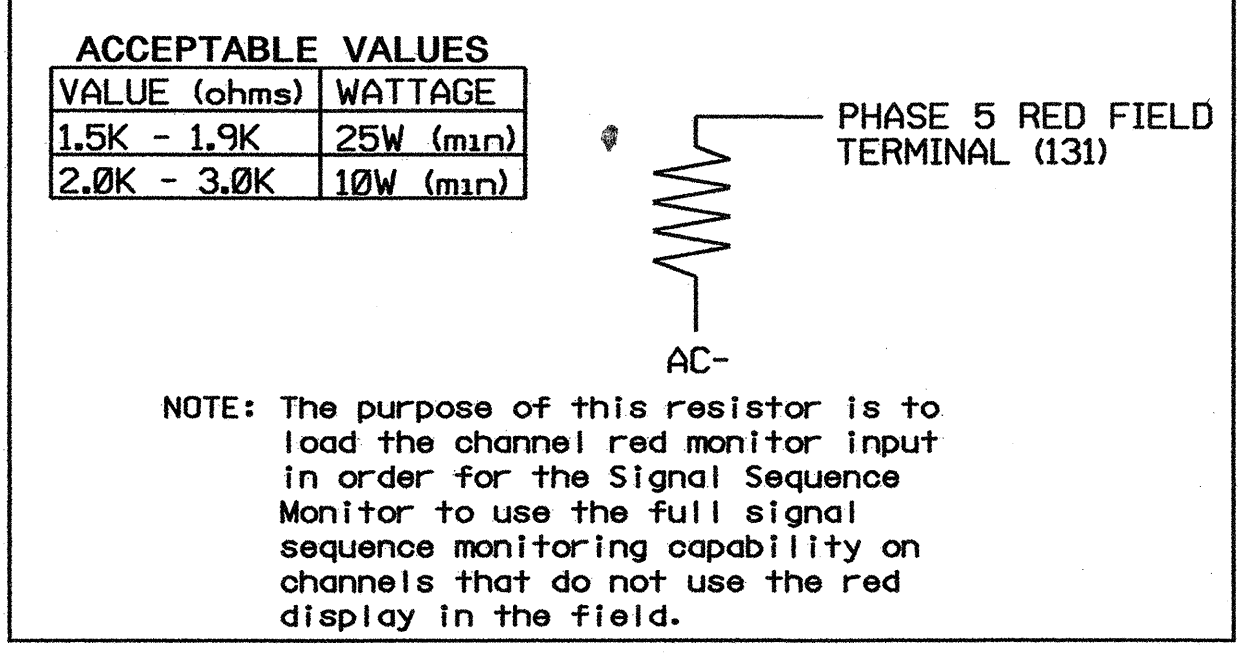 ACCEPTABLE VALUES
VALUE (ohms) WATTAGE
1.5K - 1.9K 25W (min)
2.0K - 3.0K 10W (min)
PHASE 5 RED FIELD
TERMINAL (131)
AC-
NOTE: The purpose of this resistor is to
load the channel red monitor input
in order for the Signal Sequence
Monitor to use the full signal
sequence monitoring capability on
channels that do not use the red
display in the field.